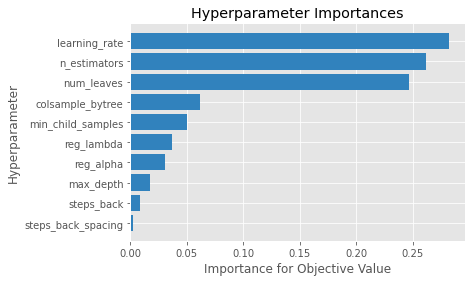 Hyperparameter Importances
Hyperparameter
learning_rate
n_estimators
num_leaves
colsample_bytree
min_child_samples
reg_lambda
reg_alpha
max_depth
steps_back
steps_back_spacing
0.00 0.05 0.10 0.15 0.20 0.25
Importance for Objective Value